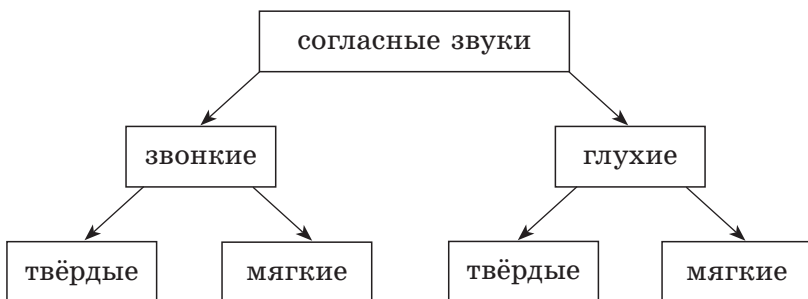 согласные звуки
звонкие
глухие
твёрдые
мягкие
твёрдые
мягкие